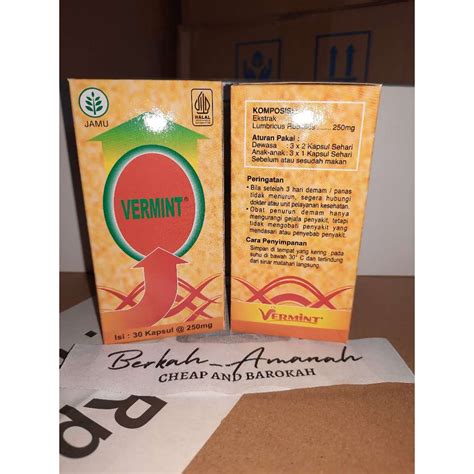 JAMU
HALAL
INDONESIA
VERMINT®
Isi : 30 Kapsul @ 250mg
KOMPOSISI
Ekstrak
Lumbricus Rubellus ....... 250mg
Aturan Pakai :
Dewasa : 3 x 2 Kapsul Sehari
Anak-anak : 3 x 1 Kapsul Sehari
Sebelum atau sesudah makan
Peringatan
• Bila setelah 3 hari demam / panas
tidak menurun, segera hubungi
dokter atau unit pelayanan kesehatan.
• Obat penurun demam hanya
mengurangi gejala penyakit, tetapi
tidak mengobati penyakit yang
mendasari atau penyebab penyakit.
Cara Penyimpanan
Simpan di tempat yang kering pada
suhu di bawah 30° C dan terlindung
dari sinar matahari langsung.
VERMINT®
Berkah_Amanah
CHEAP AND BAROKAH
Rp